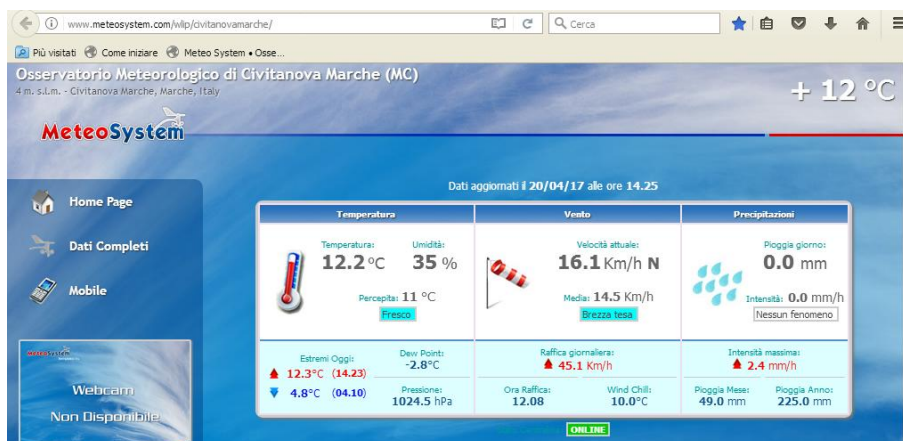 www.meteosystem.com/wlip/civitanovamarche/
Cerca
Più visitati Come iniziare Meteo System • Osse...
Osservatorio Meteorologico di Civitanova Marche (MC)
4 m. s.l.m. - Civitanova Marche, Marche, Italy
+ 12 °C
MeteoSystem
Dati aggiornati il 20/04/17 alle ore 14.25
Home Page
Dati Completi
Mobile
MeteoSystem
Webcam
Non Disponibile
Temperatura
Temperatura: Umidità:
12.2°C 35 %
Percepita: 11 °C
Fresco
Estremi Oggi:
12.3°C (14.23)
4.8°C (04.10)
Dew Point:
-2.8°C
Pressione:
1024.5 hPa
Vento
Velocità attuale:
16.1 Km/h N
Media: 14.5 Km/h
Brezza tesa
Raffica giornaliera:
45.1 Km/h
Ora Raffica: Wind Chill:
12.08 10.0°C
Precipitazioni
Pioggia giorno:
0.0 mm
Intensità: 0.0 mm/h
Nessun fenomeno
Intensità massima:
2.4 mm/h
Pioggia Mese: Pioggia Anno:
49.0 mm 225.0 mm
ONLINE